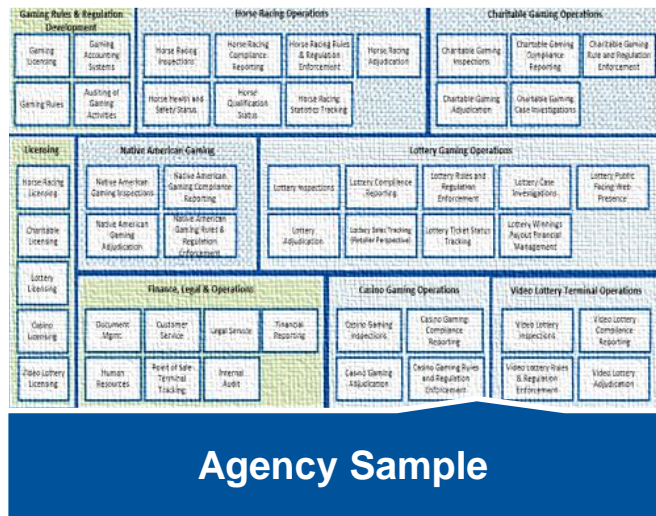 Gaming Rules & Regulation
Development
Gaming
Licensing
Gaming
Accounting
Systems
Gaming Rules
Auditing of
Gaming
Activities
Horse Racing Operations
Horse Racing
Inspections
Horse Racing
Compliance
Reporting
Horse Racing Rules
& Regulation
Enforcement
Horse Racing
Adjudication
Horse Health and
Safety Status
Horse
Qualification
Status
Horse Racing
Statistics Tracking
Charitable Gaming Operations
Charitable Gaming
Inspections
Charitable Gaming
Compliance
Reporting
Charitable Gaming
Rule and Regulation
Enforcement
Charitable Gaming
Adjudication
Charitable Gaming
Case Investigations
Licensing
Horse Racing
Licensing
Charitable
Licensing
Lottery
Licensing
Casino
Licensing
Video Lottery
Licensing
Native American Gaming
Native American
Gaming Inspections
Native American
Gaming Compliance
Reporting
Native American
Gaming
Adjudication
Native American
Gaming Rules &
Regulation
Enforcement
Lottery Gaming Operations
Lottery Inspections
Lottery Compliance
Reporting
Lottery Rules and
Regulation
Enforcement
Lottery Case
Investigations
Lottery Public
Facing Web
Presence
Lottery
Adjudication
Lottery Sales Tracking
(Retailer Perspective)
Lottery Ticket Status
Tracking
Lottery Winnings
Payout Financial
Management
Finance, Legal & Operations
Document
Mgmt.
Customer
Service
Legal Service
Financial
Reporting
Human
Resources
Point of Sale
Terminal
Tracking
Internal
Audit
Casino Gaming Operations
Casino Gaming
Inspections
Casino Gaming
Compliance
Reporting
Casino Gaming
Adjudication
Casino Gaming Rules
and Regulation
Enforcement
Video Lottery Terminal Operations
Video Lottery
Inspections
Video Lottery
Compliance
Reporting
Video Lottery Rules
& Regulation
Enforcement
Video Lottery
Adjudication
Agency Sample